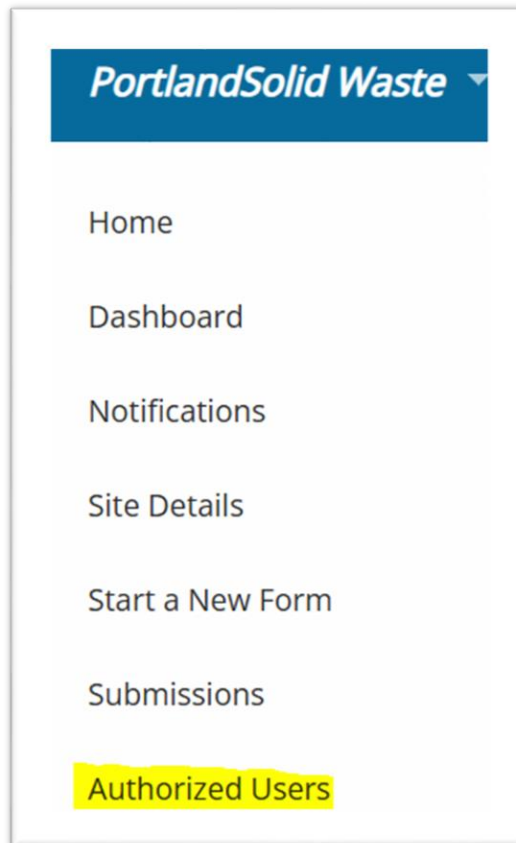 PortlandSolid Waste
Home
Dashboard
Notifications
Site Details
Start a New Form
Submissions
Authorized Users